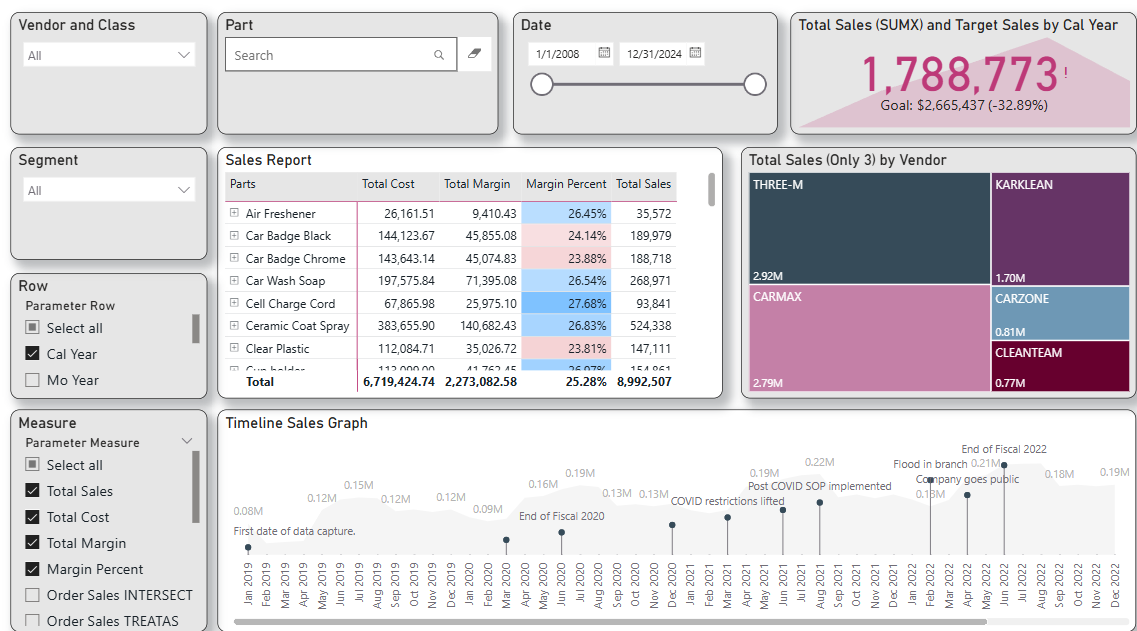 Vendor and Class
All
Part
Search
Date
1/1/2008
12/31/2024
Total Sales (SUMX) and Target Sales by Cal Year
1,788,773!
Goal: $2,665,437 (-32.89%)
Segment
All
Row
Parameter Row
Select all
Cal Year
Mo Year
Measure
Parameter Measure
Select all
Total Sales
Total Cost
Total Margin
Margin Percent
Order Sales INTERSECT
Order Sales TREATAS
Sales Report
Parts Total Cost Total Margin Margin Percent Total Sales
Air Freshener 26,161.51 9,410.43 26.45% 35,572
Car Badge Black 144,123.67 45,855.08 24.14% 189,979
Car Badge Chrome 143,643.14 45,074.83 23.88% 188,718
Car Wash Soap 197,575.84 71,395.08 26.54% 268,971
Cell Charge Cord 67,865.98 25,975.10 27.68% 93,841
Ceramic Coat Spray 383,655.90 140,682.43 26.83% 524,338
Clear Plastic 112,084.71 35,026.72 23.81% 147,111
Total 6,719,424.74 2,273,082.58 25.28% 8,992,507
Total Sales (Only 3) by Vendor
THREE-M
2.92M
KARKLEAN
1.70M
CARMAX
2.79M
CARZONE
0.81M
CLEANTEAM
0.77M
Timeline Sales Graph
End of Fiscal 2022
0.22M
Flood in branch 0.21M
0.15M
0.19M
0.19M
0.18M
0.19M
0.16M
Company goes public
Post COVID SOP implemented
0.12M
0.12M
0.12M
0.13M
0.13M
0.13M
COVID restrictions lifted
0.08M
0.09M
End of Fiscal 2020
First date of data capture.
Jan 2019
Feb 2019
Mar 2019
Apr 2019
May 2019
Jun 2019
Jul 2019
Aug 2019
Sep 2019
Oct 2019
Nov 2019
Dec 2019
Jan 2020
Feb 2020
Mar 2020
Apr 2020
May 2020
Jun 2020
Jul 2020
Aug 2020
Sep 2020
Oct 2020
Nov 2020
Dec 2020
Jan 2021
Feb 2021
Mar 2021
Apr 2021
May 2021
Jun 2021
Jul 2021
Aug 2021
Sep 2021
Oct 2021
Nov 2021
Dec 2021
Jan 2022
Feb 2022
Mar 2022
Apr 2022
May 2022
Jun 2022
Jul 2022
Aug 2022
Sep 2022
Oct 2022
Nov 2022
Dec 2022